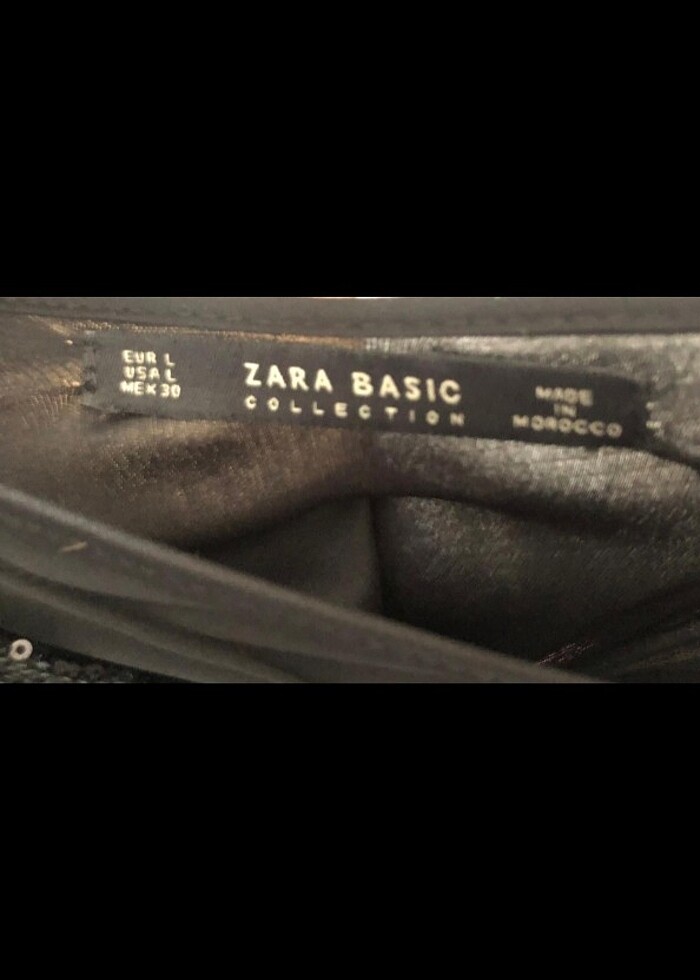 EUR L
USA L
MEX 30
ZARA BASIC
COLLECTION
MADE
IN
MOROCCO